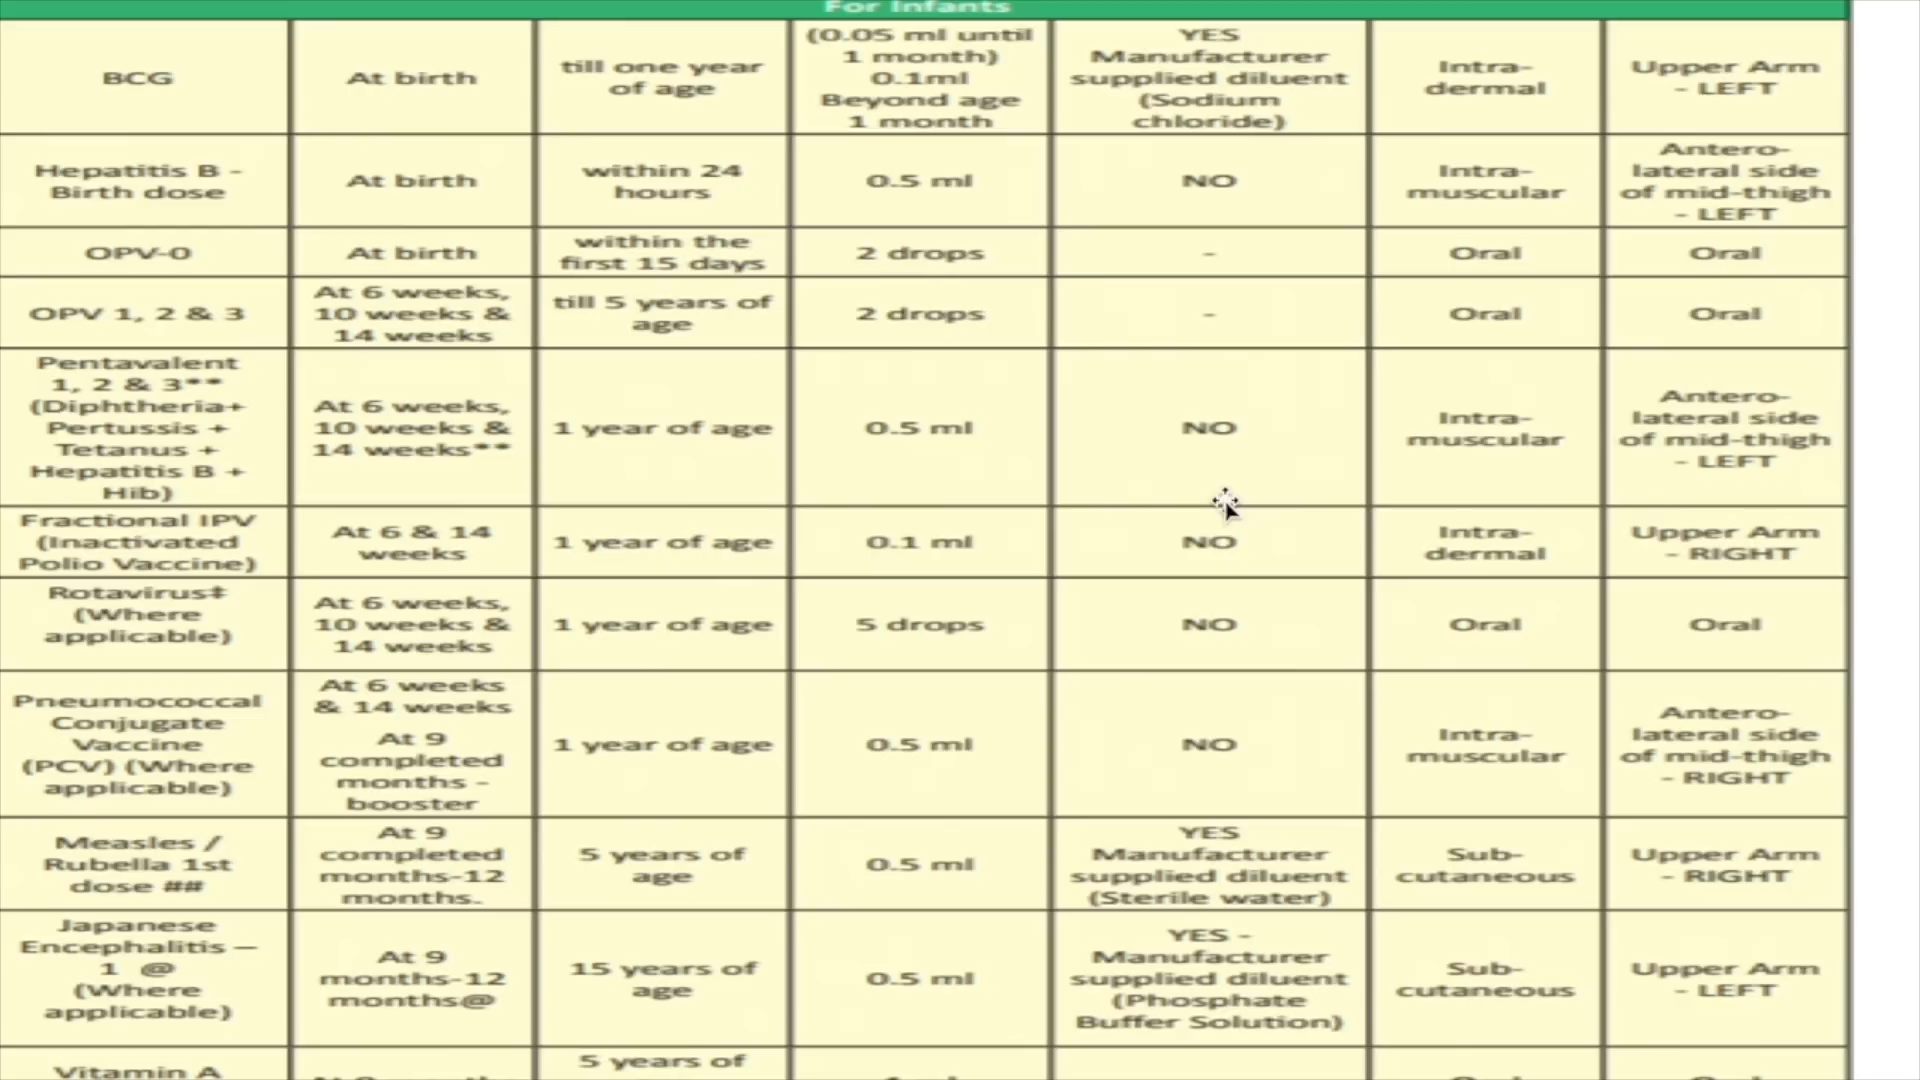 For Infants
BCG
At birth
till one year
of age
(0.05 ml until
1 month)
0.1ml
Beyond age
1 month
YES
Manufacturer
supplied diluent
(Sodium
chloride)
Intra-
dermal
Upper Arm
- LEFT
Hepatitis B -
Birth dose
At birth
within 24
hours
0.5 ml
NO
Intra-
muscular
Antero-
lateral side
of mid-thigh
- LEFT
OPV-0
At birth
within the
first 15 days
2 drops
-
Oral
Oral
OPV 1, 2 & 3
At 6 weeks,
10 weeks &
14 weeks
till 5 years of
age
2 drops
-
Oral
Oral
Pentavalent
1, 2 & 3**
(Diphtheria+
Pertussis +
Tetanus +
Hepatitis B +
Hib)
At 6 weeks,
10 weeks &
14 weeks**
1 year of age
0.5 ml
NO
Intra-
muscular
Antero-
lateral side
of mid-thigh
- LEFT
Fractional IPV
(Inactivated
Polio Vaccine)
At 6 & 14
weeks
1 year of age
0.1 ml
NO
Intra-
dermal
Upper Arm
- RIGHT
Rotavirus‡
(Where
applicable)
At 6 weeks,
10 weeks &
14 weeks
1 year of age
5 drops
NO
Oral
Oral
Pneumococcal
Conjugate
Vaccine
(PCV) (Where
applicable)
At 6 weeks
& 14 weeks
At 9
completed
months -
booster
1 year of age
0.5 ml
NO
Intra-
muscular
Antero-
lateral side
of mid-thigh
- RIGHT
Measles /
Rubella 1st
dose ##
At 9
completed
months-12
months.
5 years of
age
0.5 ml
YES
Manufacturer
supplied diluent
(Sterile water)
Sub-
cutaneous
Upper Arm
- RIGHT
Japanese
Encephalitis –
1 @
(Where
applicable)
At 9
months-12
months@
15 years of
age
0.5 ml
YES -
Manufacturer
supplied diluent
(Phosphate
Buffer Solution)
Sub-
cutaneous
Upper Arm
- LEFT
Vitamin A
5 years of